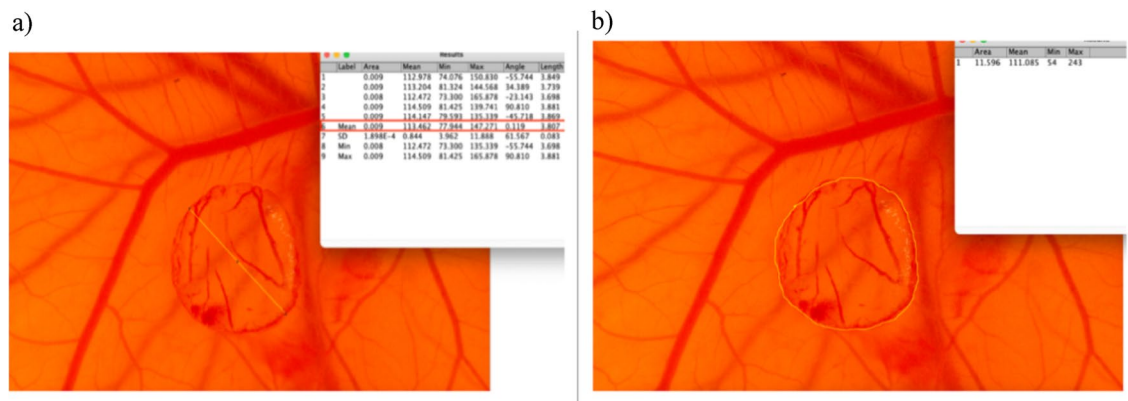 a)
Results
Label Area Mean Min Max Angle Length
1 0.009 112.978 74.076 150.830 -55.744 3.849
2 0.009 113.204 81.324 144.568 34.389 3.739
3 0.008 112.472 73.300 165.878 -23.143 3.698
4 0.009 114.509 81.425 139.741 90.810 3.881
5 0.009 114.147 79.593 135.339 -45.718 3.869
6 Mean 0.009 113.462 77.944 147.271 0.119 3.807
7 SD 1.898E-4 0.844 3.962 11.888 61.567 0.083
8 Min 0.008 112.472 73.300 135.339 -55.744 3.698
9 Max 0.009 114.509 81.425 165.878 90.810 3.881
b)
Area Mean Min Max
1 11.596 111.085 54 243